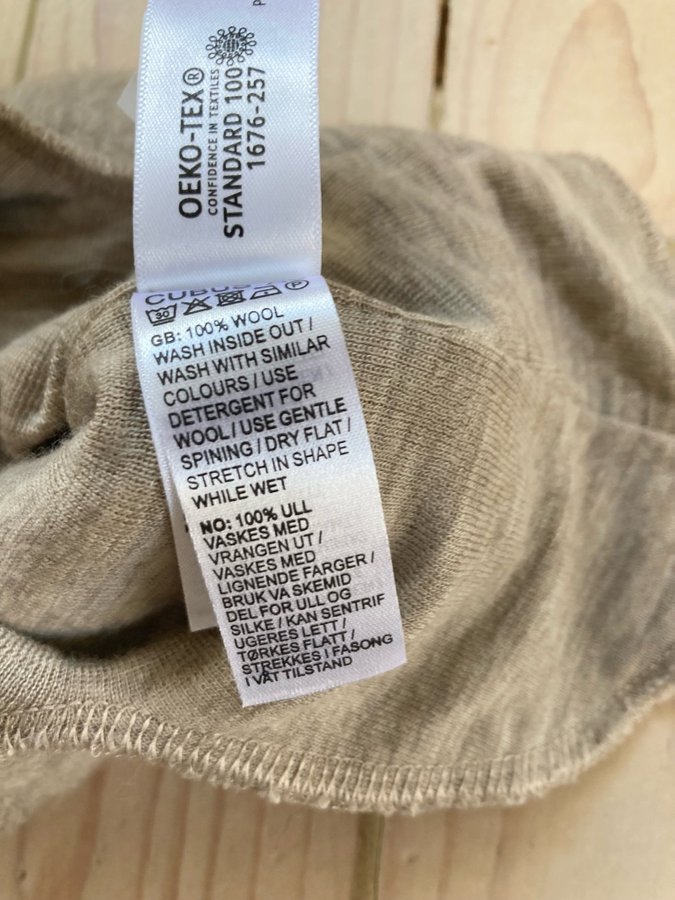 OEKO-TEX®
CONFIDENCE IN TEXTILES
STANDARD 100
1676-257
CUBUS
30
P
GB: 100% WOOL
WASH INSIDE OUT /
WASH WITH SIMILAR
COLOURS / USE
DETERGENT FOR
WOOL / USE GENTLE
SPINING / DRY FLAT /
STRETCH IN SHAPE
WHILE WET
NO: 100% ULL
VASKES MED
VRANGEN UT /
VASKES MED
LIGNENDE FARGER /
BRUK VA SKEMID
DEL FOR ULL OG
SILKE / KAN SENTRIF
UGERES LETT /
TØRKES FLATT /
STREKKES I FASONG
I VÅT TILSTAND